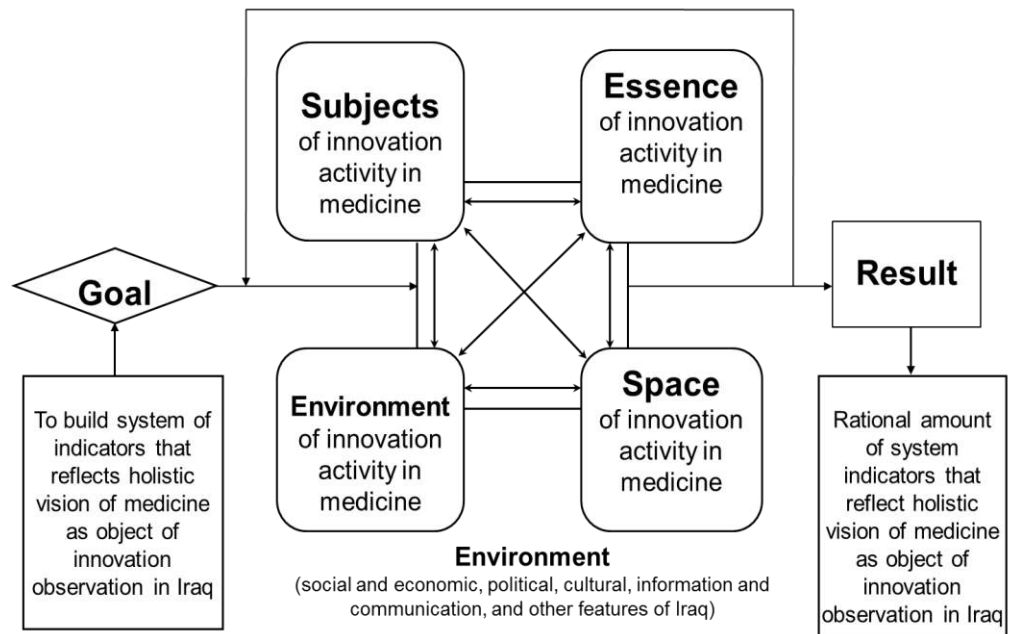 Subjects
of innovation
activity in
medicine
Essence
of innovation
activity in
medicine
Goal
Result
To build system of
indicators that
reflects holistic
vision of medicine
as object of
innovation
observation in Iraq
Environment
of innovation
activity in
medicine
Space
of innovation
activity in
medicine
Rational amount
of system
indicators that
reflect holistic
vision of medicine
as object of
innovation
observation in Iraq
Environment
(social and economic, political, cultural, information and
communication, and other features of Iraq)